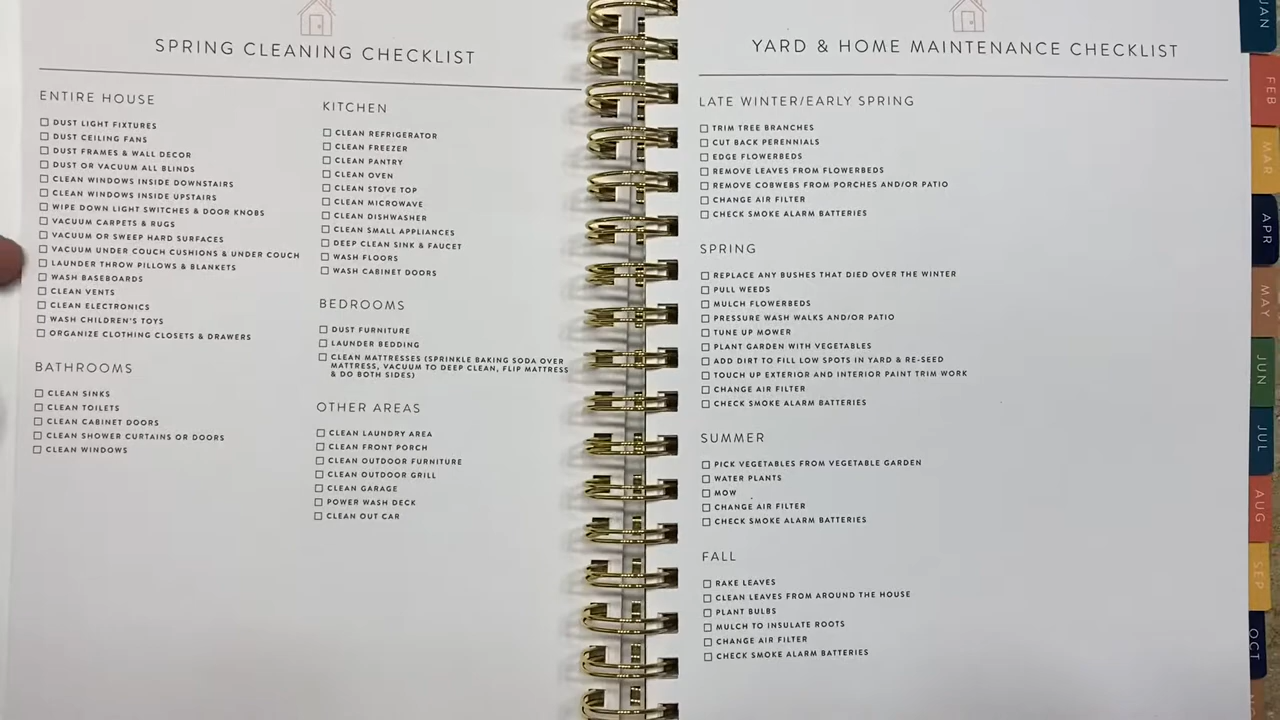 SPRING CLEANING CHECKLIST
ENTIRE HOUSE
DUST LIGHT FIXTURES
DUST CEILING FANS
DUST FRAMES & WALL DECOR
DUST OR VACUUM ALL BLINDS
CLEAN WINDOWS INSIDE DOWNSTAIRS
CLEAN WINDOWS INSIDE UPSTAIRS
WIPE DOWN LIGHT SWITCHES & DOOR KNOBS
VACUUM CARPETS & RUGS
VACUUM OR SWEEP HARD SURFACES
VACUUM UNDER COUCH CUSHIONS & UNDER COUCH
LAUNDER THROW PILLOWS & BLANKETS
WASH BASEBOARDS
CLEAN VENTS
CLEAN ELECTRONICS
WASH CHILDREN'S TOYS
ORGANIZE CLOTHING CLOSETS & DRAWERS
BATHROOMS
CLEAN SINKS
CLEAN TOILETS
CLEAN CABINET DOORS
CLEAN SHOWER CURTAINS OR DOORS
CLEAN WINDOWS
KITCHEN
CLEAN REFRIGERATOR
CLEAN FREEZER
CLEAN PANTRY
CLEAN OVEN
CLEAN STOVE TOP
CLEAN MICROWAVE
CLEAN DISHWASHER
CLEAN SMALL APPLIANCES
DEEP CLEAN SINK & FAUCET
WASH FLOORS
WASH CABINET DOORS
BEDROOMS
DUST FURNITURE
LAUNDER BEDDING
CLEAN MATTRESSES (SPRINKLE BAKING SODA OVER
MATTRESS, VACUUM TO DEEP CLEAN, FLIP MATTRESS
& DO BOTH SIDES)
OTHER AREAS
CLEAN LAUNDRY AREA
CLEAN FRONT PORCH
CLEAN OUTDOOR FURNITURE
CLEAN OUTDOOR GRILL
CLEAN GARAGE
POWER WASH DECK
CLEAN OUT CAR
YARD & HOME MAINTENANCE CHECKLIST
LATE WINTER/EARLY SPRING
TRIM TREE BRANCHES
CUT BACK PERENNIALS
EDGE FLOWERBEDS
REMOVE LEAVES FROM FLOWERBEDS
REMOVE COBWEBS FROM PORCHES AND/OR PATIO
CHANGE AIR FILTER
CHECK SMOKE ALARM BATTERIES
SPRING
REPLACE ANY BUSHES THAT DIED OVER THE WINTER
PULL WEEDS
MULCH FLOWERBEDS
PRESSURE WASH WALKS AND/OR PATIO
TUNE UP MOWER
PLANT GARDEN WITH VEGETABLES
ADD DIRT TO FILL LOW SPOTS IN YARD & RE-SEED
TOUCH UP EXTERIOR AND INTERIOR PAINT TRIM WORK
CHANGE AIR FILTER
CHECK SMOKE ALARM BATTERIES
SUMMER
PICK VEGETABLES FROM VEGETABLE GARDEN
WATER PLANTS
MOW
CHANGE AIR FILTER
CHECK SMOKE ALARM BATTERIES
FALL
RAKE LEAVES
CLEAN LEAVES FROM AROUND THE HOUSE
PLANT BULBS
MULCH TO INSULATE ROOTS
CHANGE AIR FILTER
CHECK SMOKE ALARM BATTERIES
JAN
FEB
MAR
APR
MAY
JUN
JUL
AUG
SEP
OCT